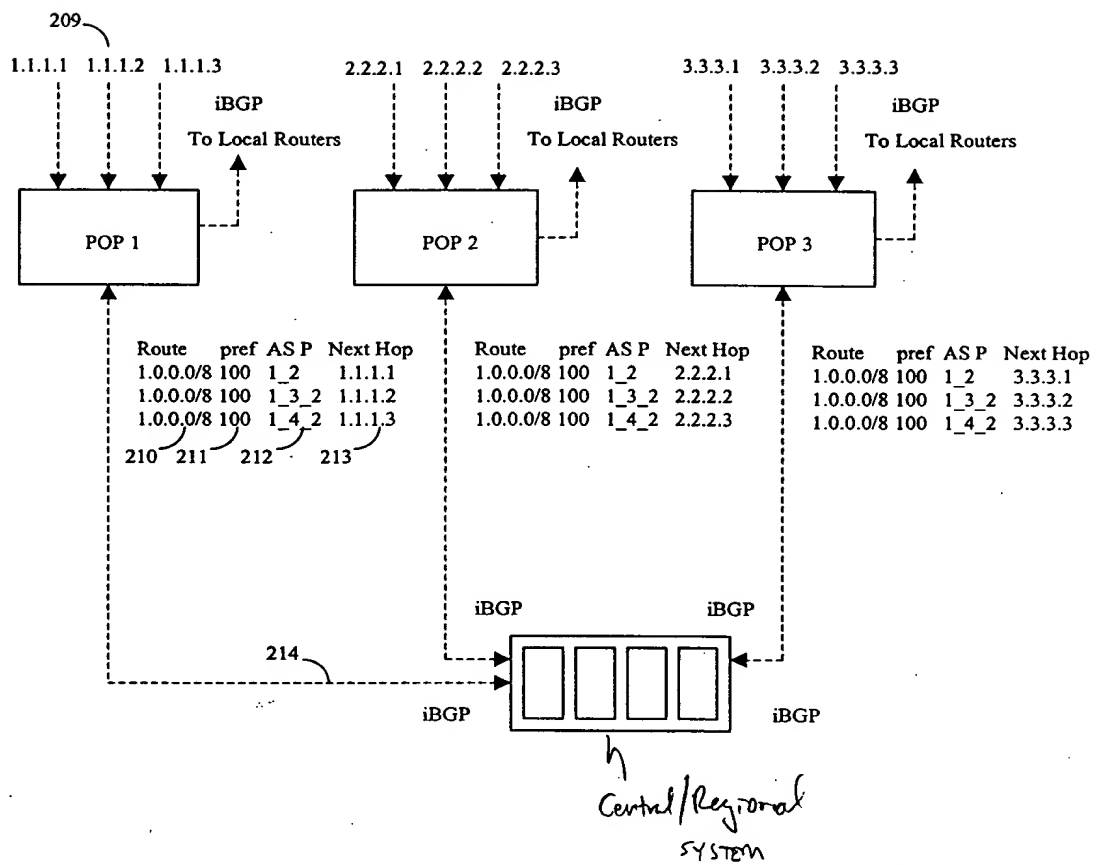 209
1.1.1.1 1.1.1.2 1.1.1.3
2.2.2.1 2.2.2.2 2.2.2.3
3.3.3.1 3.3.3.2 3.3.3.3
iBGP
To Local Routers
iBGP
To Local Routers
iBGP
To Local Routers
POP 1
POP 2
POP 3
Route pref AS P Next Hop
1.0.0.0/8 100 1_2 1.1.1.1
1.0.0.0/8 100 1_3_2 1.1.1.2
1.0.0.0/8 100 1_4_2 1.1.1.3
210 211 212 213
Route pref AS P Next Hop
1.0.0.0/8 100 1_2 2.2.2.1
1.0.0.0/8 100 1_3_2 2.2.2.2
1.0.0.0/8 100 1_4_2 2.2.2.3
Route pref AS P Next Hop
1.0.0.0/8 100 1_2 3.3.3.1
1.0.0.0/8 100 1_3_2 3.3.3.2
1.0.0.0/8 100 1_4_2 3.3.3.3
iBGP
iBGP
214
iBGP
iBGP
Central/Regional
SYSTEM